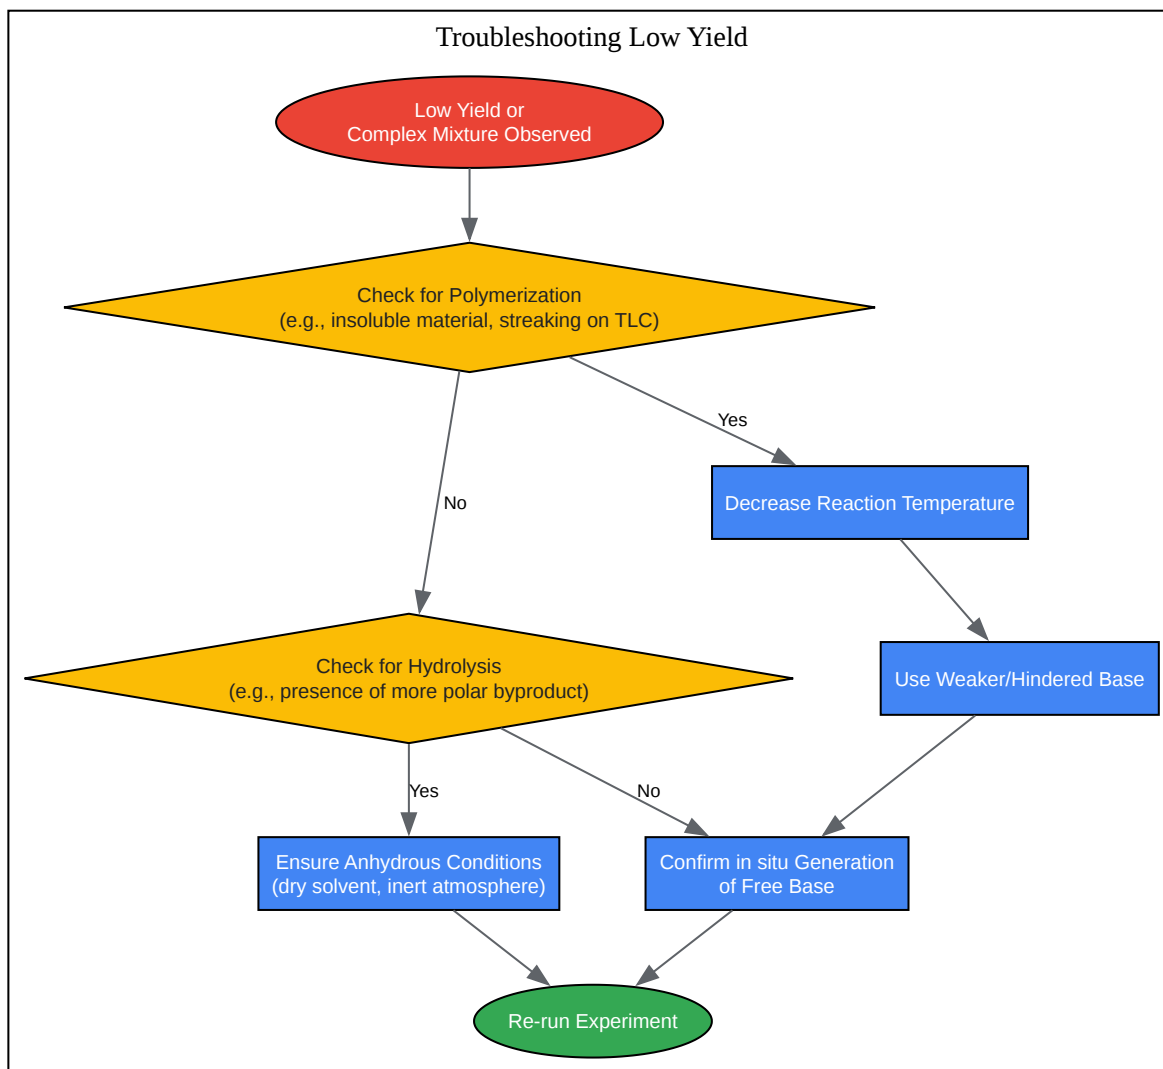 Troubleshooting Low Yield
Low Yield or
Complex Mixture Observed
Check for Polymerization
(e.g., insoluble material, streaking on TLC)
Yes
Decrease Reaction Temperature
No
Check for Hydrolysis
(e.g., presence of more polar byproduct)
Use Weaker/Hindered Base
Yes
No
Ensure Anhydrous Conditions
(dry solvent, inert atmosphere)
Confirm in situ Generation
of Free Base
Re-run Experiment